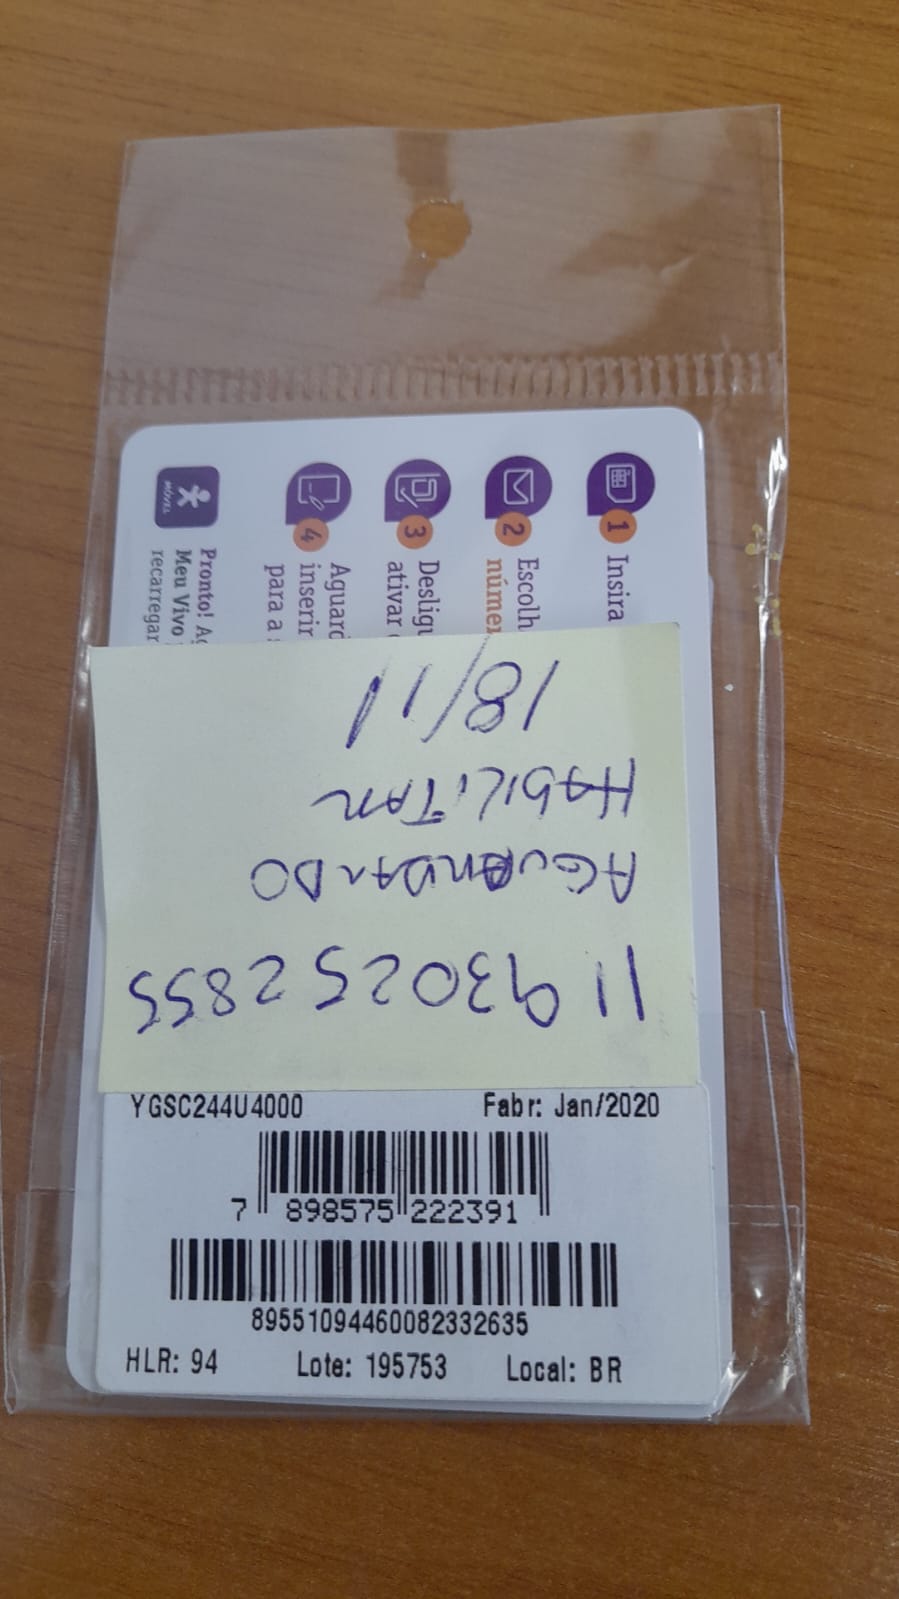 1 Insira
2 Escolh
númer
3 Deslig
ativar
4 Aguard
inserir
para a
MÓVEL
Pronto! Ag
Meu Vivo
recarregar
11 93025 2855
AGUARDANDO
HABILITAR
18/11
YGSC244U4000 Fabr: Jan/2020
7 898575 222391
89551094460082332635
HLR: 94 Lote: 195753 Local: BR